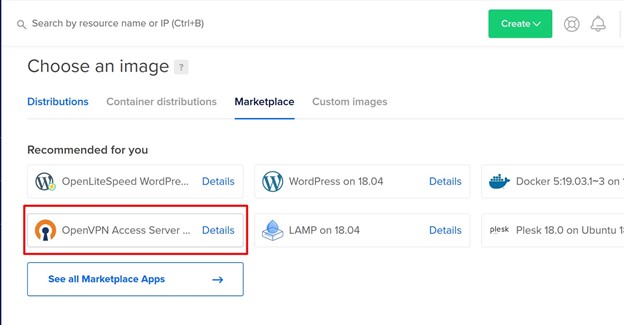 Search by resource name or IP (Ctrl+B)
Create
Choose an image ?
Distributions Container distributions Marketplace Custom images
Recommended for you
OpenLiteSpeed WordPre... Details
WordPress on 18.04 Details
Docker 5:19.03.1~3 on
OpenVPN Access Server ... Details
LAMP on 18.04 Details
plesk Plesk 18.0 on Ubuntu 18
See all Marketplace Apps →